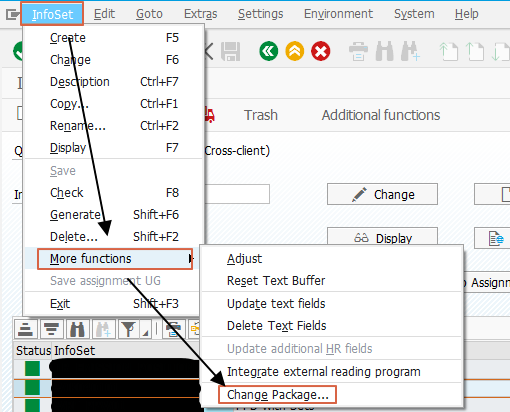 InfoSet Edit Goto Extras Settings Environment System Help
Create F5
Change F6
Description Ctrl+F7
Copy... Ctrl+F1
Rename... Ctrl+F2
Display F7
Save
Check F8
Generate Shift+F6
Delete... Shift+F2
More functions
Save assignment UG
Exit Shift+F3
Trash Additional functions
Cross-client)
Change
Display
Assignm
Adjust
Reset Text Buffer
Update text fields
Delete Text Fields
Update additional HR fields
Integrate external reading program
Change Package...
Status InfoSet